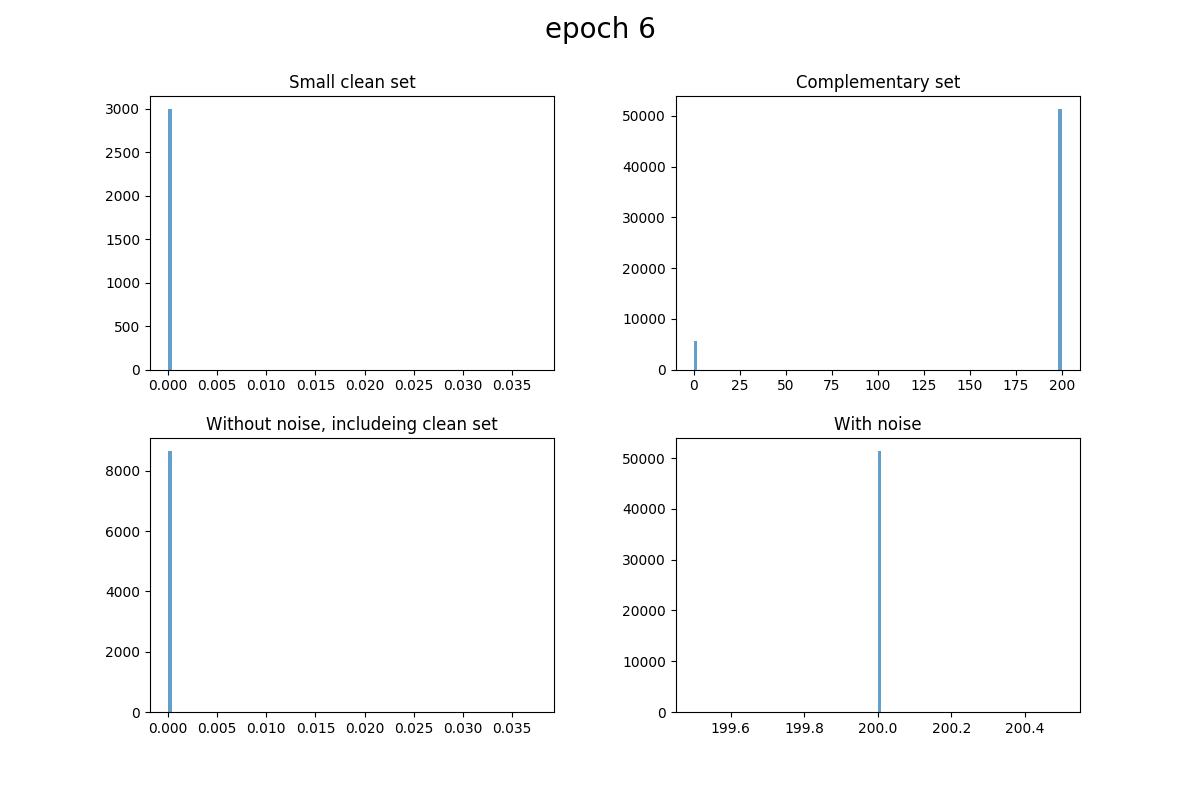 epoch 6
Small clean set
3000
2500
2000
1500
1000
500
0
0.000 0.005 0.010 0.015 0.020 0.025 0.030 0.035
Complementary set
50000
40000
30000
20000
10000
0
0 25 50 75 100 125 150 175 200
Without noise, includeing clean set
8000
6000
4000
2000
0
0.000 0.005 0.010 0.015 0.020 0.025 0.030 0.035
With noise
50000
40000
30000
20000
10000
0
199.6 199.8 200.0 200.2 200.4